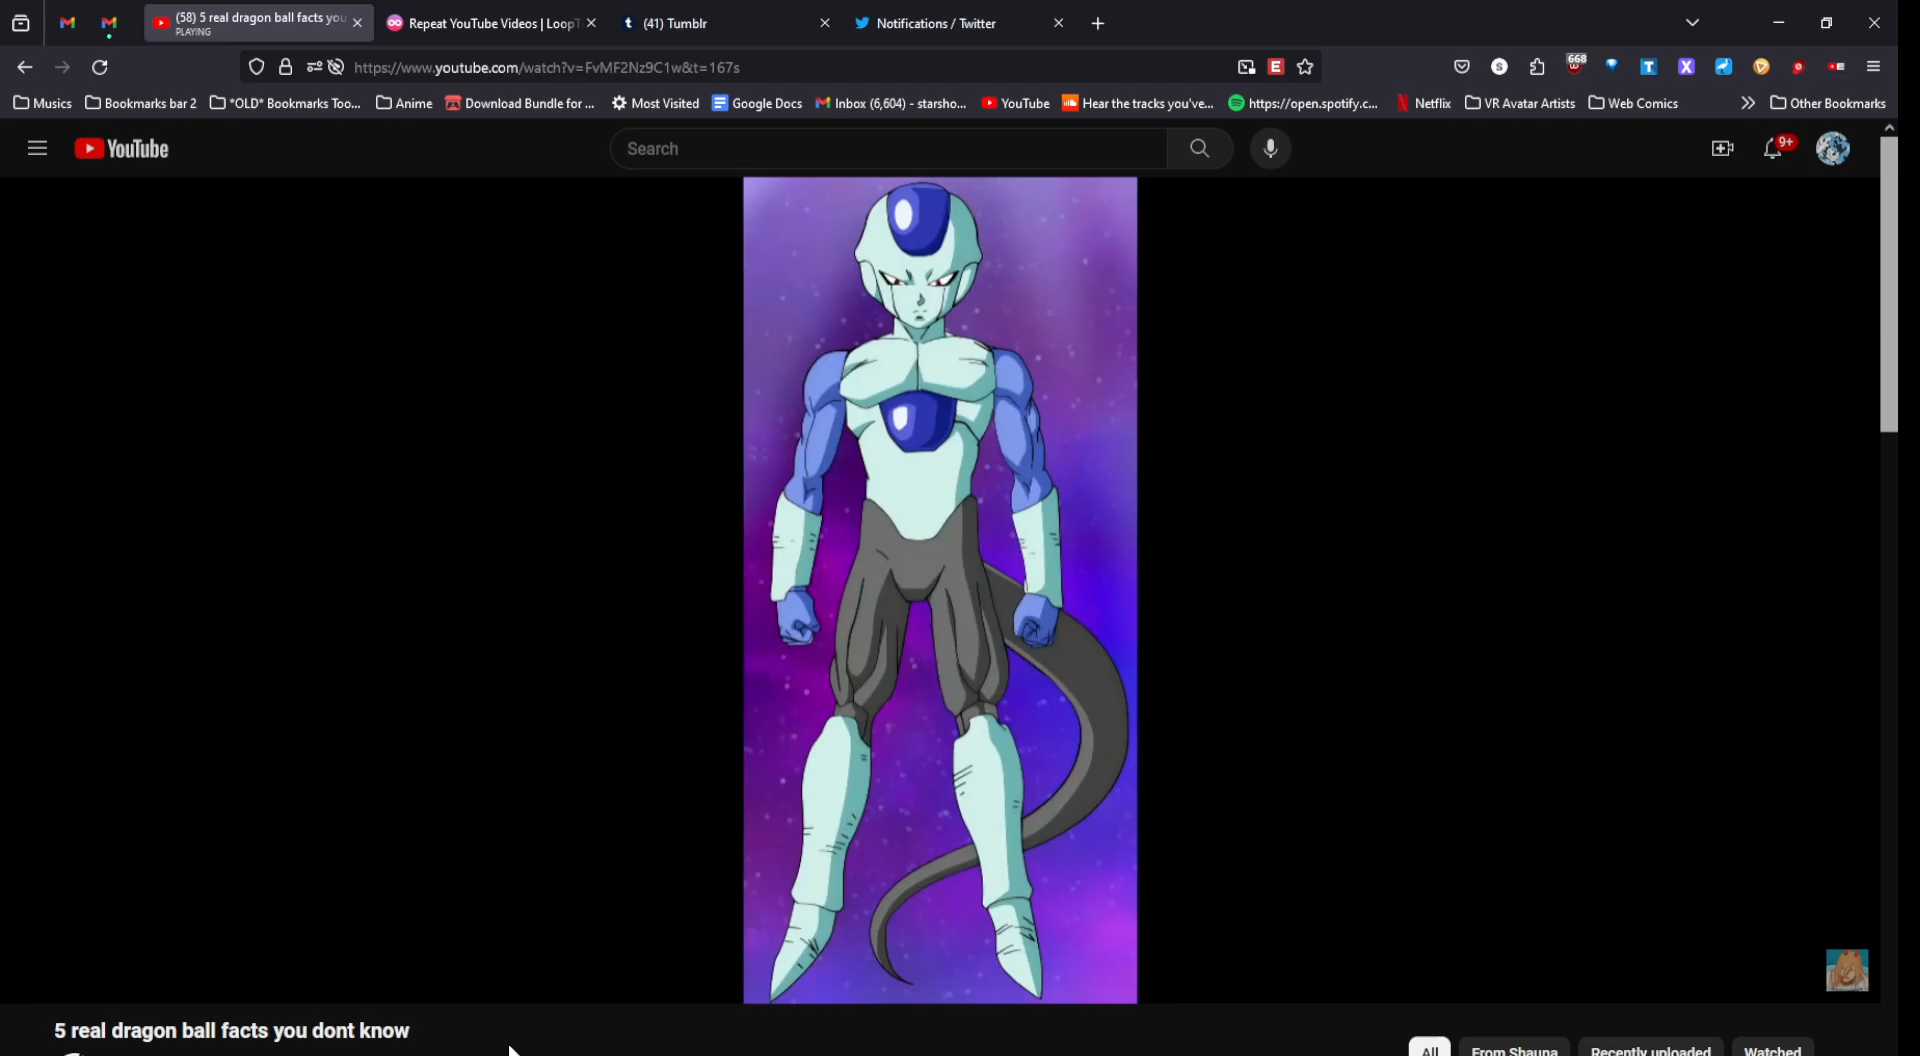 (58) 5 real dragon ball facts you
PLAYING
Repeat YouTube Videos | LoopT
(41) Tumblr
Notifications / Twitter
https://www.youtube.com/watch?v=FvMF2Nz9C1w&t=167s
668
Musics
Bookmarks bar 2
*OLD* Bookmarks Too...
Anime
Download Bundle for ...
Most Visited
Google Docs
Inbox (6,604) - starsho...
YouTube
Hear the tracks you've...
https://open.spotify.c...
Netflix
VR Avatar Artists
Web Comics
Other Bookmarks
YouTube
Search
9+
5 real dragon ball facts you dont know
All
From Shauna
Recently uploaded
Watched